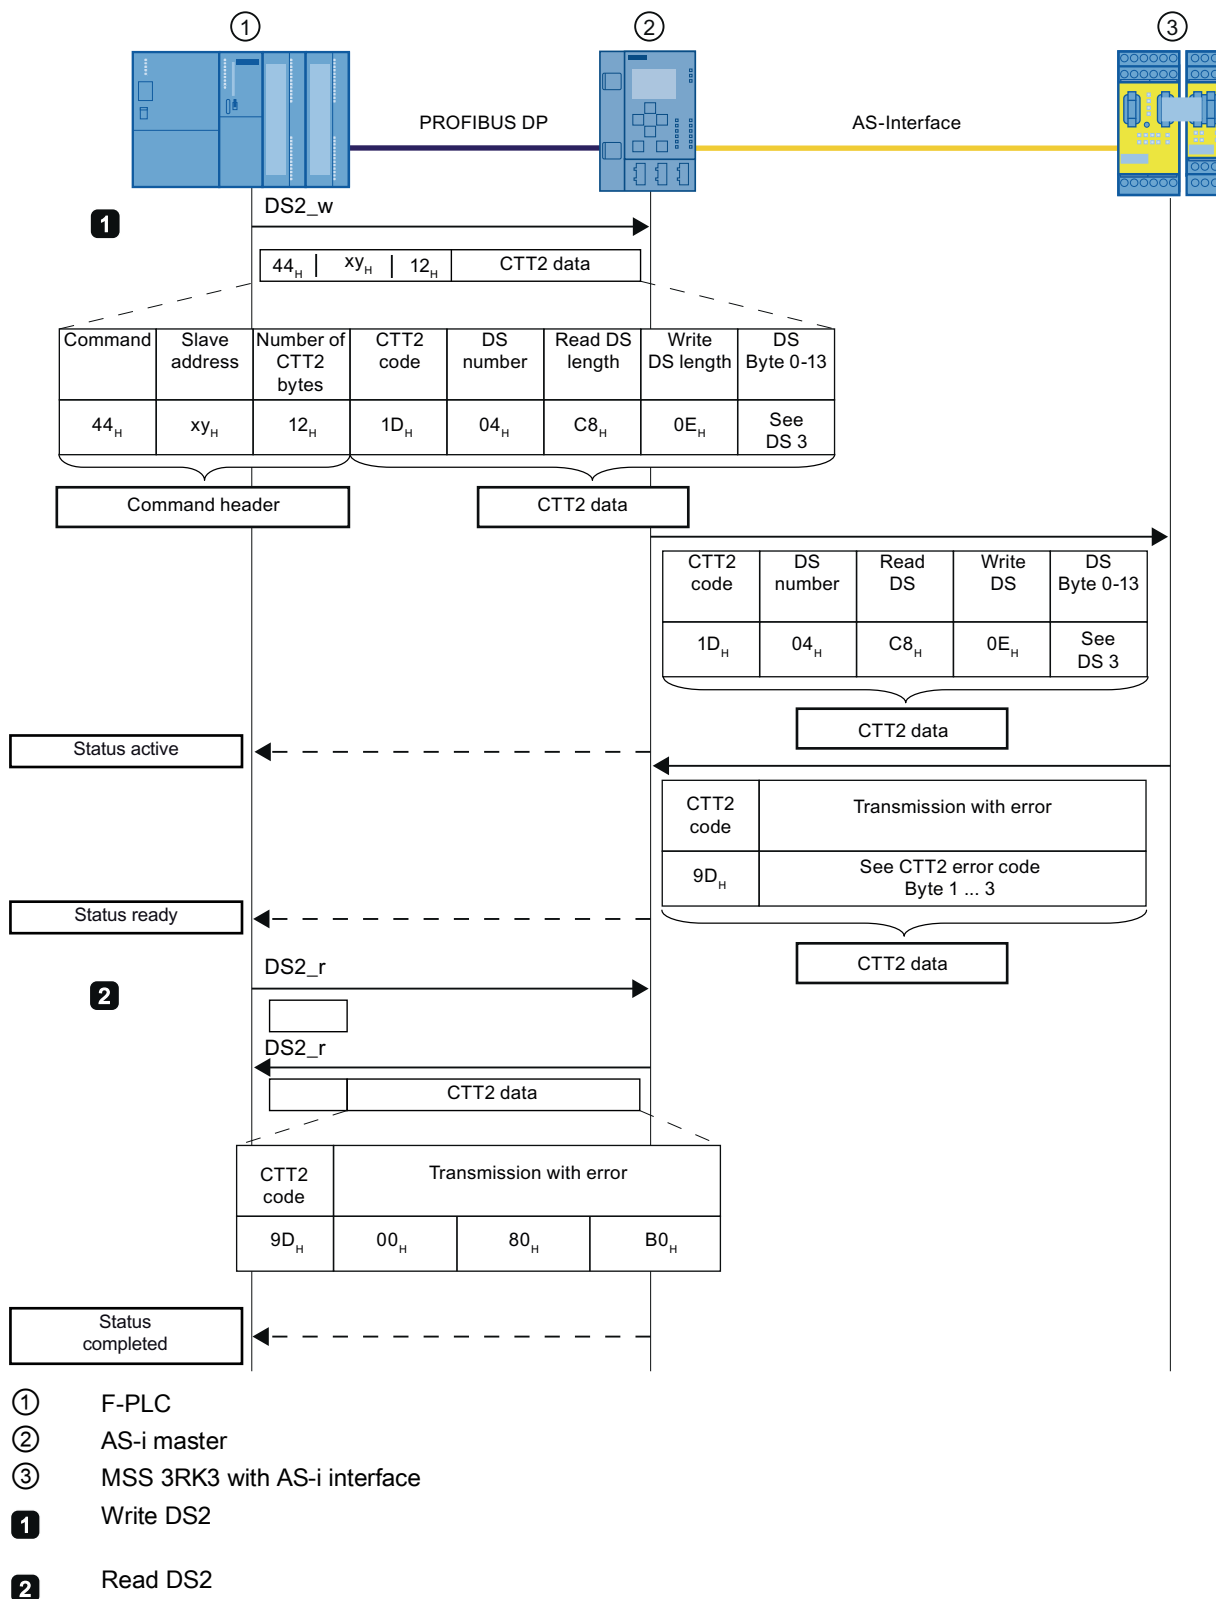 ① ② ③
PROFIBUS DP AS-Interface
1 DS2_w
44H | xyH | 12H CTT2 data
Command Slave address Number of CTT2 bytes CTT2 code DS number Read DS length Write DS length DS Byte 0-13
44H xyH 12H 1DH 04H C8H 0EH See DS 3
Command header CTT2 data
CTT2 code DS number Read DS Write DS DS Byte 0-13
1DH 04H C8H 0EH See DS 3
CTT2 data
Status active
CTT2 code Transmission with error
9DH See CTT2 error code Byte 1 ... 3
Status ready
CTT2 data
2 DS2_r
DS2_r
CTT2 data
CTT2 code Transmission with error
9DH 00H 80H B0H
Status completed
① F-PLC
② AS-i master
③ MSS 3RK3 with AS-i interface
1 Write DS2
2 Read DS2